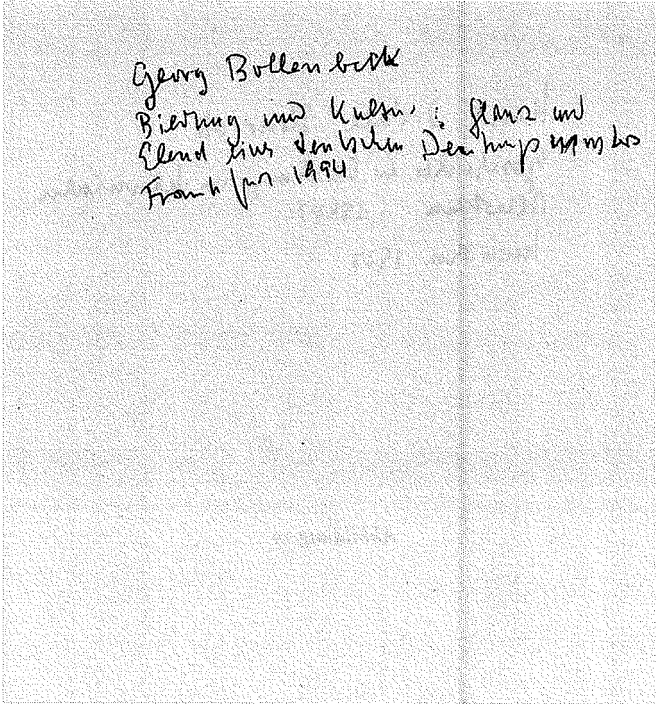 Georg Bollenbeck
Bildung und Kultur : Glanz und
Elend eines deutschen Deutungsmusters
Frankfurt 1994